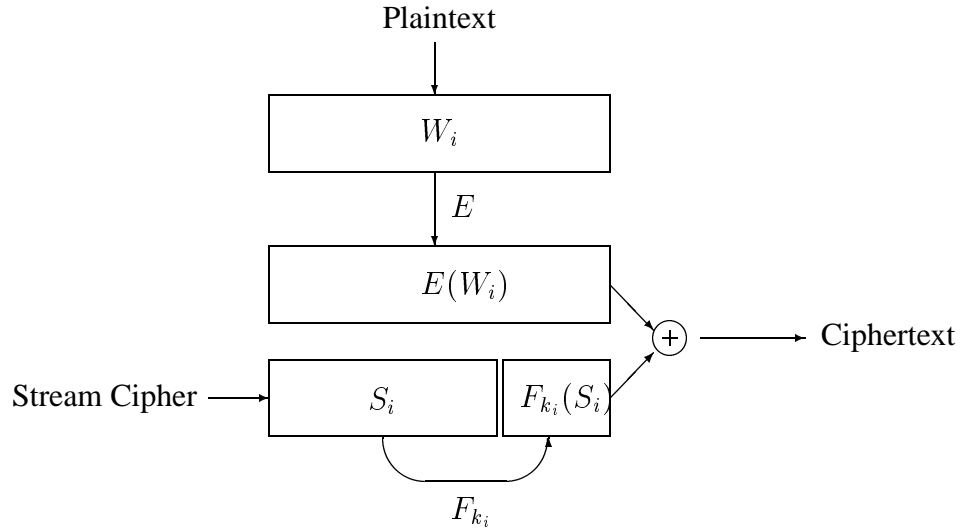 Plaintext
W_i
E
E(W_i)
+
Ciphertext
Stream Cipher
S_i
F_{k_i}(S_i)
F_{k_i}